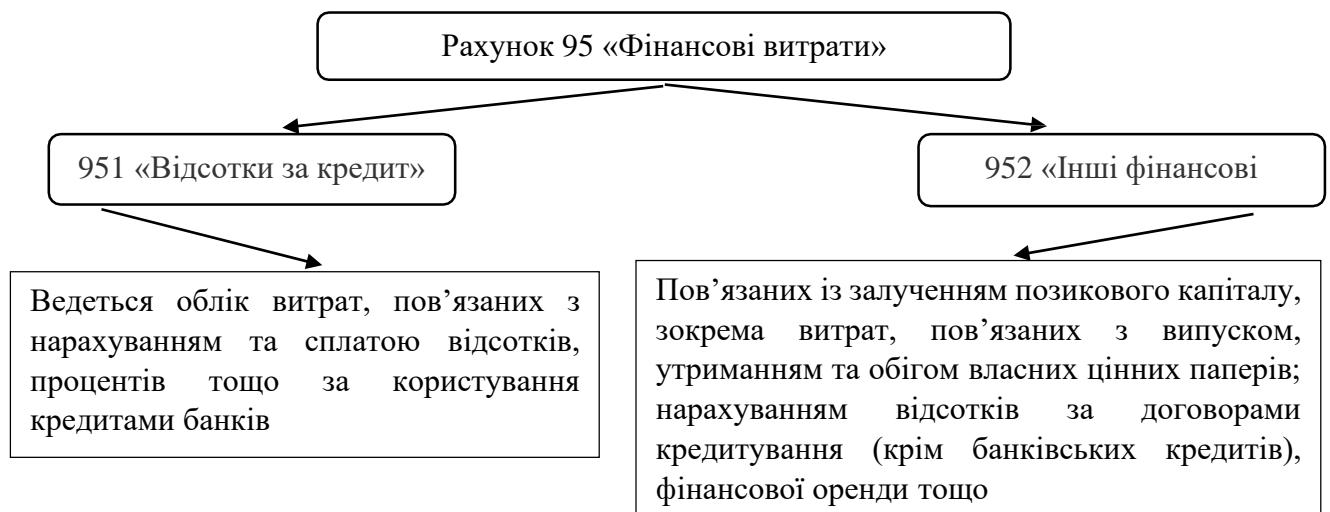 Рахунок 95 «Фінансові витрати»
951 «Відсотки за кредит»
952 «Інші фінансові
Ведеться облік витрат, пов’язаних з
нарахуванням та сплатою відсотків,
процентів тощо за користування
кредитами банків
Пов’язаних із залученням позикового капіталу,
зокрема витрат, пов’язаних з випуском,
утриманням та обігом власних цінних паперів;
нарахуванням відсотків за договорами
кредитування (крім банківських кредитів),
фінансової оренди тощо